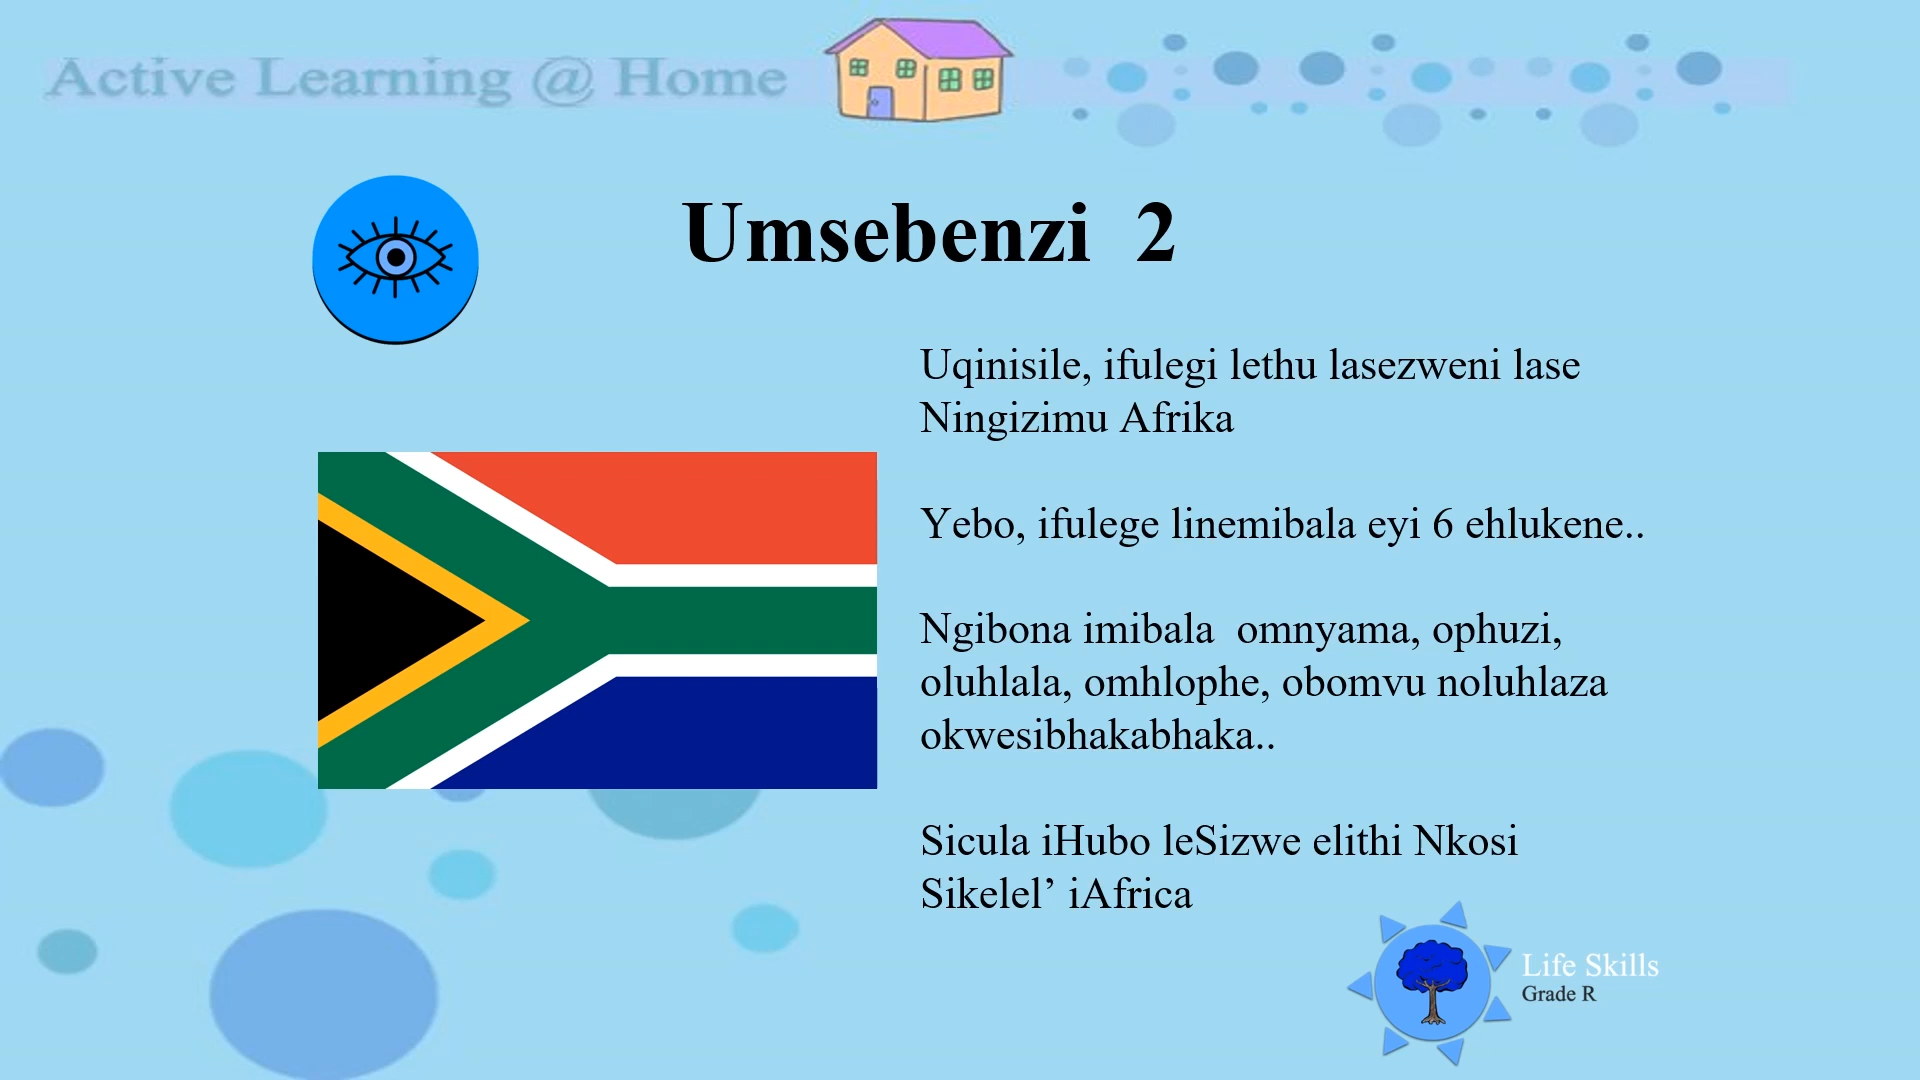 Active Learning @ Home
Umsebenzi 2
Uqinisile, ifulegi lethu lasezweni lase
Ningizimu Afrika
Yebo, ifulege linemibala eyi 6 ehlukene..
Ngibona imibala omnyama, ophuzi,
oluhlala, omhlophe, obomvu noluhlaza
okwesibhakabhaka..
Sicula iHubo leSizwe elithi Nkosi
Sikelel’ iAfrica
Life Skills
Grade R